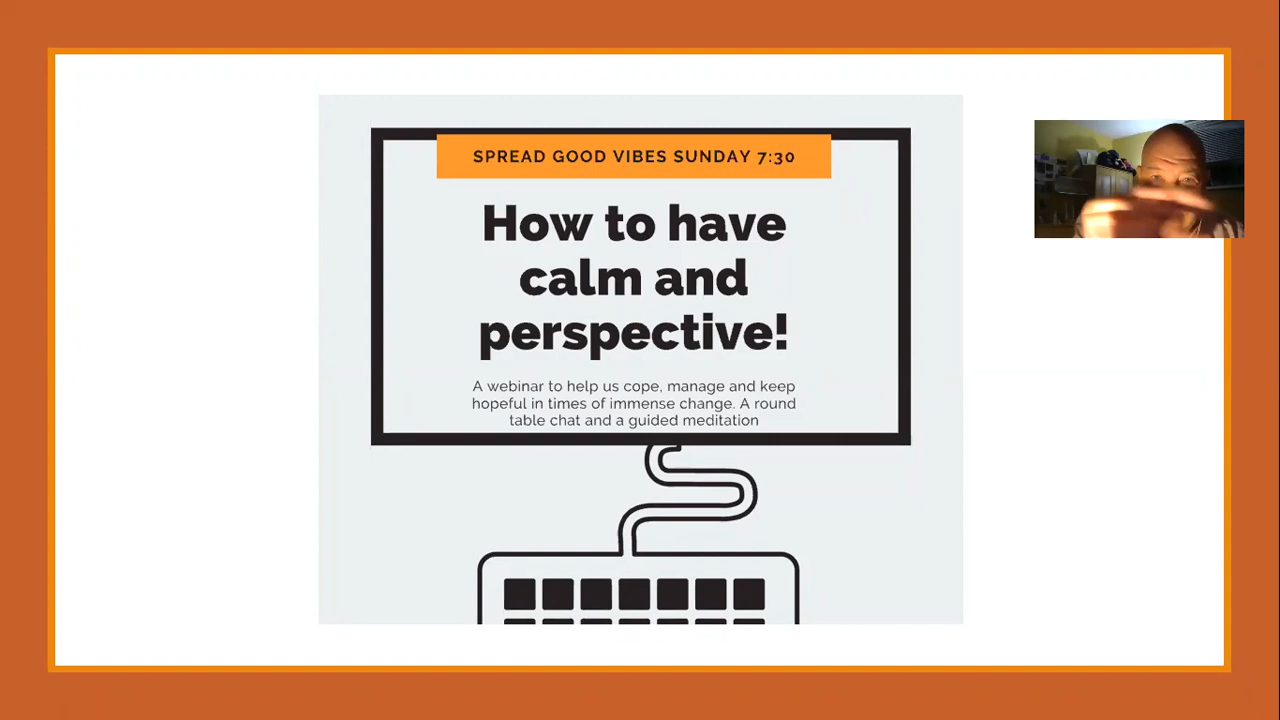 SPREAD GOOD VIBES SUNDAY 7:30
How to have
calm and
perspective!
A webinar to help us cope, manage and keep
hopeful in times of immense change. A round
table chat and a guided meditation